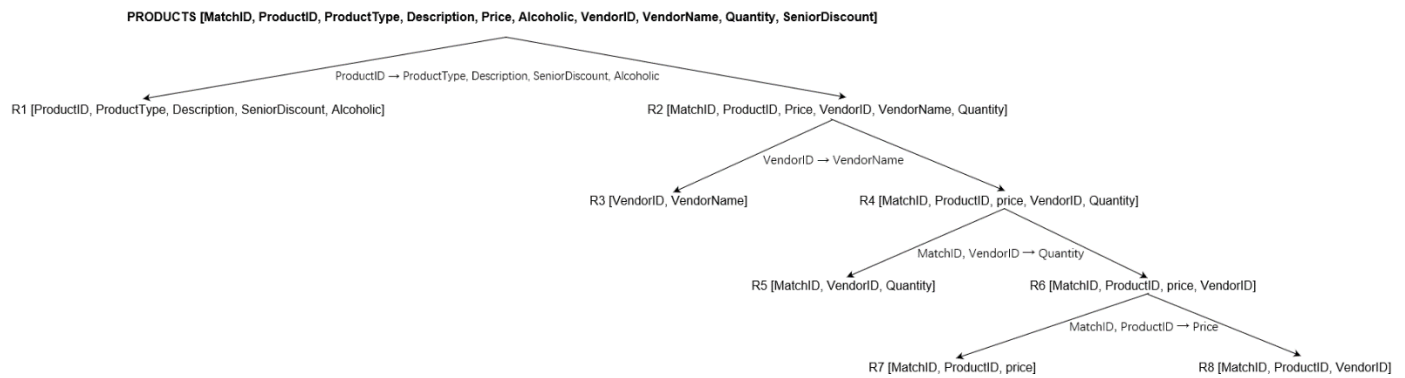 PRODUCTS [MatchID, ProductID, ProductType, Description, Price, Alcoholic, VendorID, VendorName, Quantity, SeniorDiscount]
ProductID → ProductType, Description, SeniorDiscount, Alcoholic
R1 [ProductID, ProductType, Description, SeniorDiscount, Alcoholic]
R2 [MatchID, ProductID, Price, VendorID, VendorName, Quantity]
VendorID → VendorName
R3 [VendorID, VendorName]
R4 [MatchID, ProductID, price, VendorID, Quantity]
MatchID, VendorID → Quantity
R5 [MatchID, VendorID, Quantity]
R6 [MatchID, ProductID, price, VendorID]
MatchID, ProductID → Price
R7 [MatchID, ProductID, price]
R8 [MatchID, ProductID, VendorID]